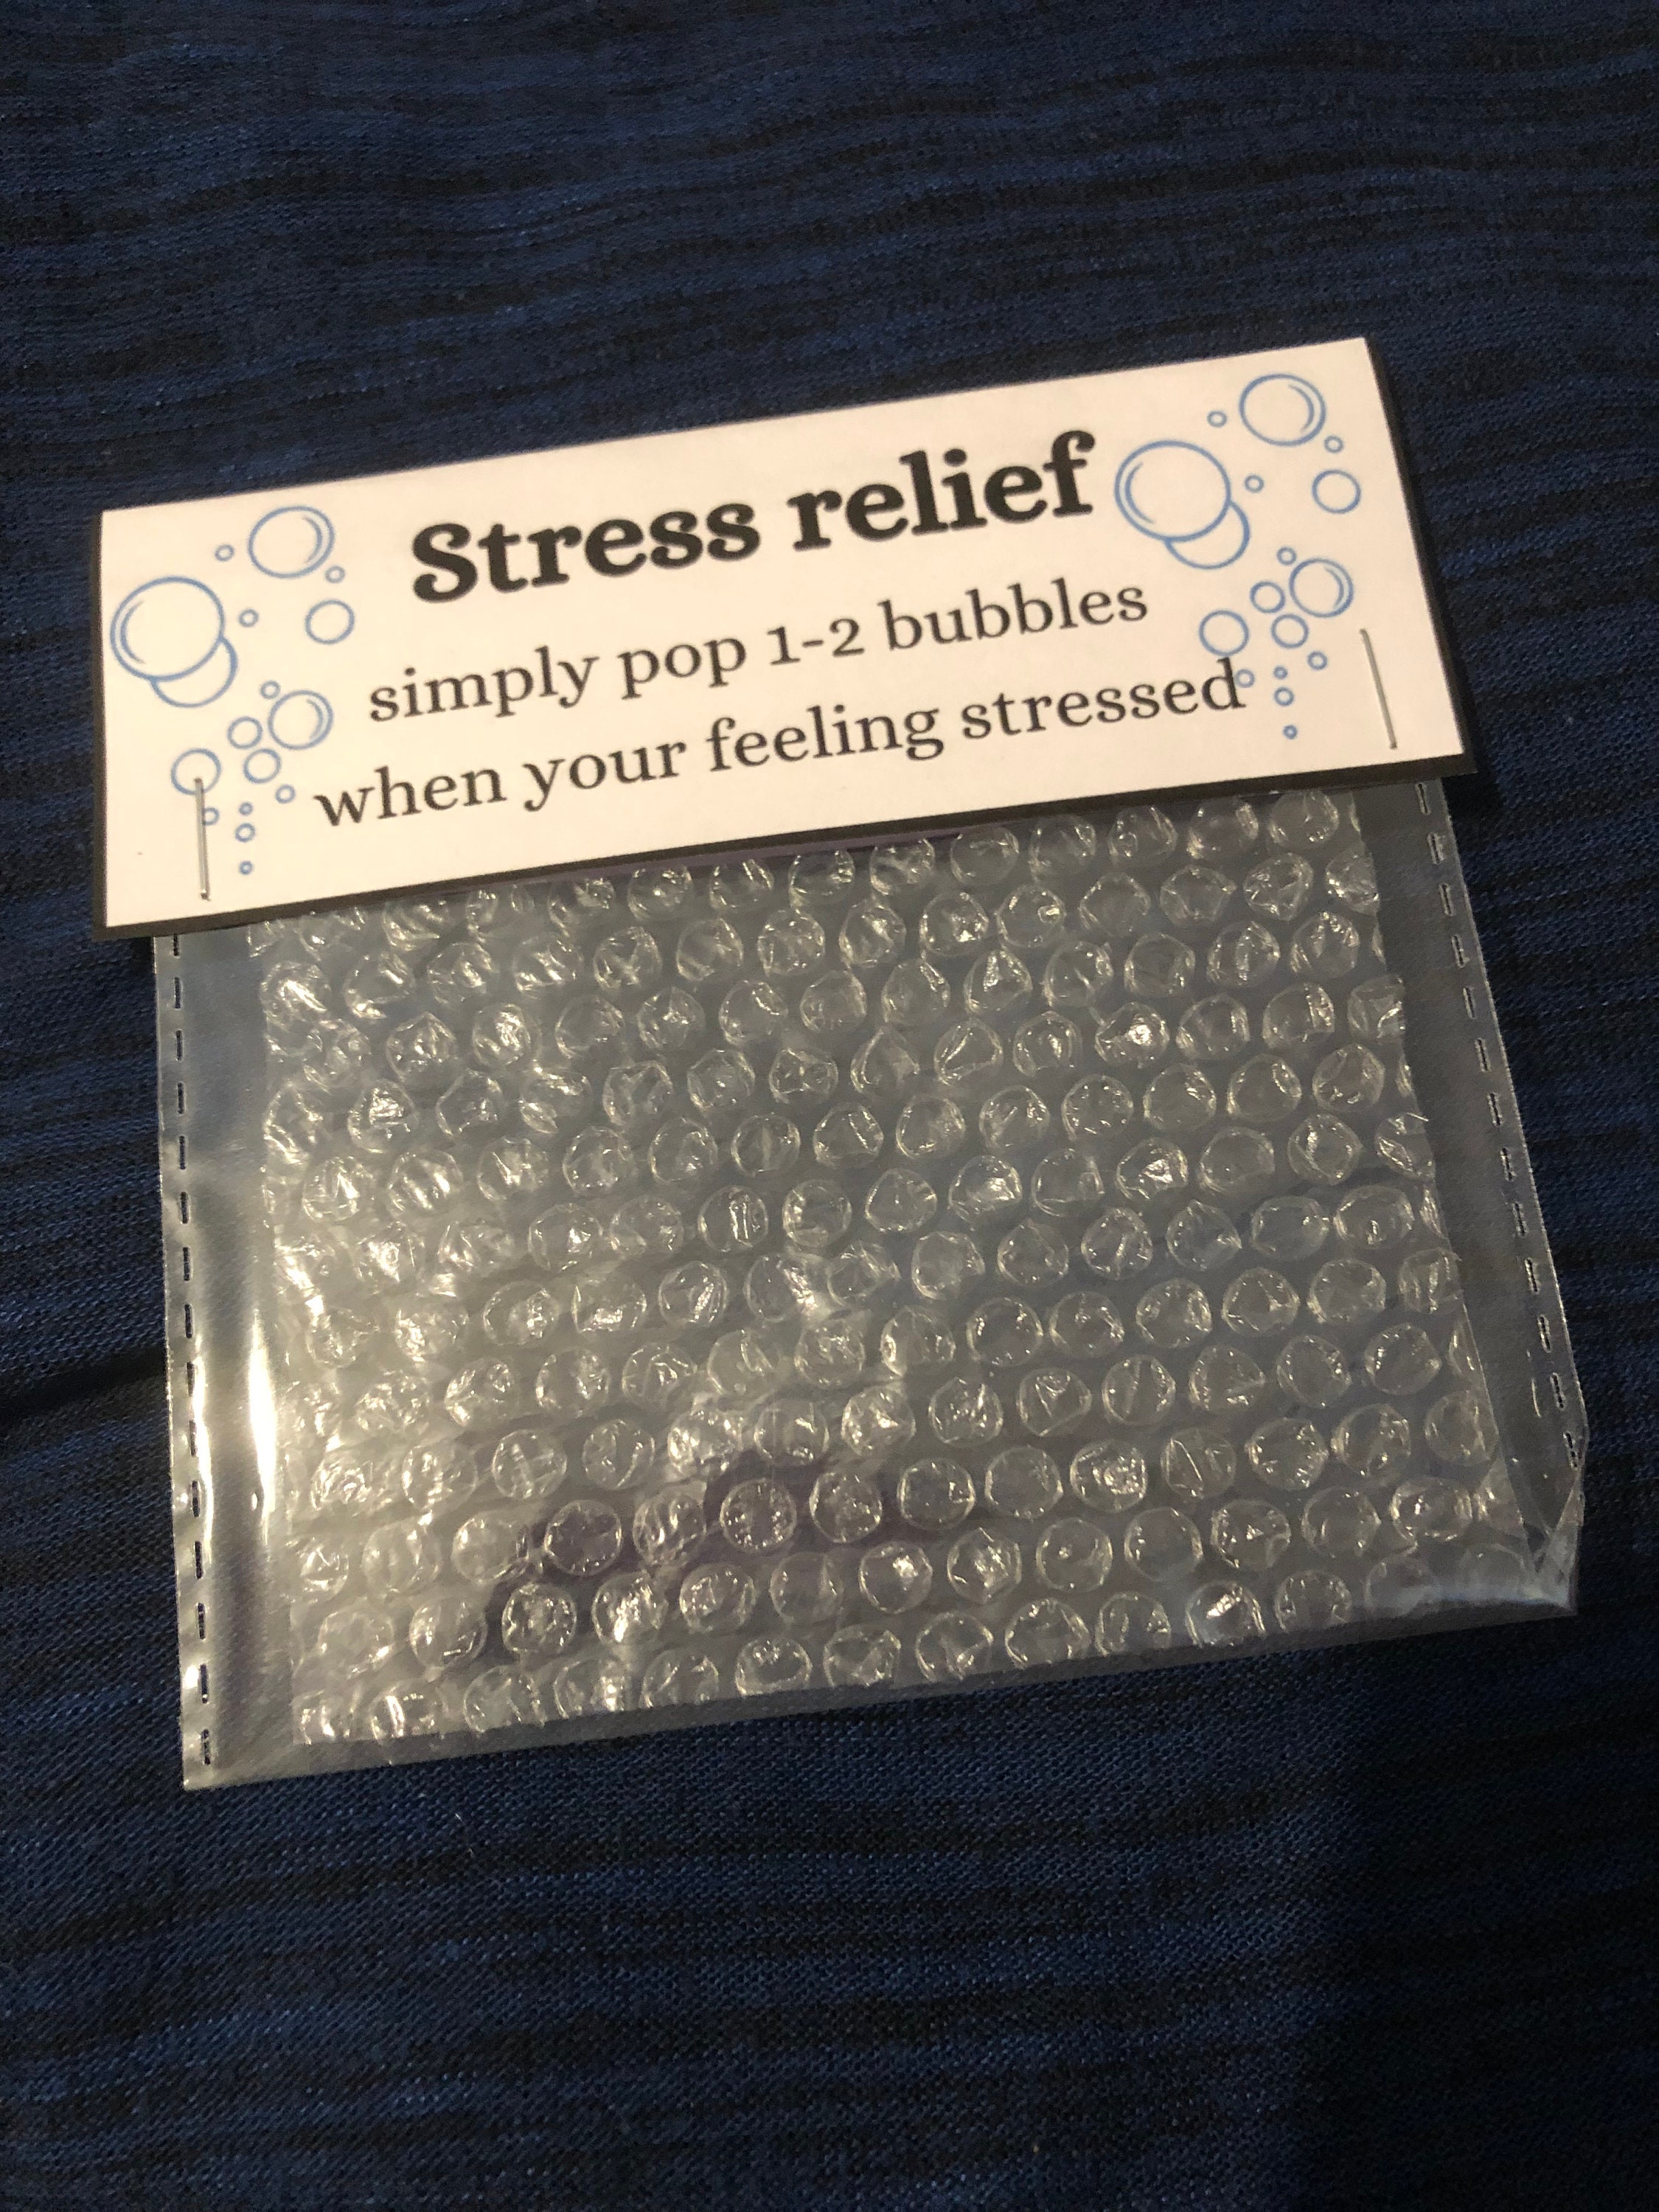 Stress relief
simply pop 1-2 bubbles
when your feeling stressed